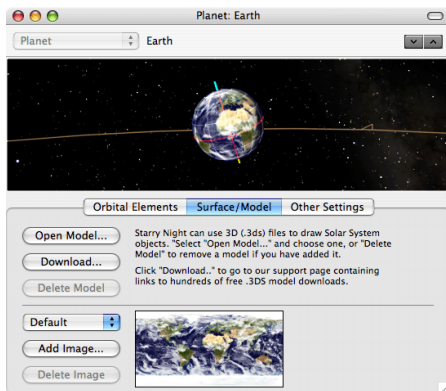 Planet: Earth
Planet Earth
Orbital Elements Surface/Model Other Settings
Open Model...
Download...
Delete Model
Starry Night can use 3D (.3ds) files to draw Solar System
objects. "Select "Open Model..." and choose one, or "Delete
Model" to remove a model if you have added it.
Click "Download.." to go to our support page containing
links to hundreds of free .3DS model downloads.
Default
Add Image...
Delete Image